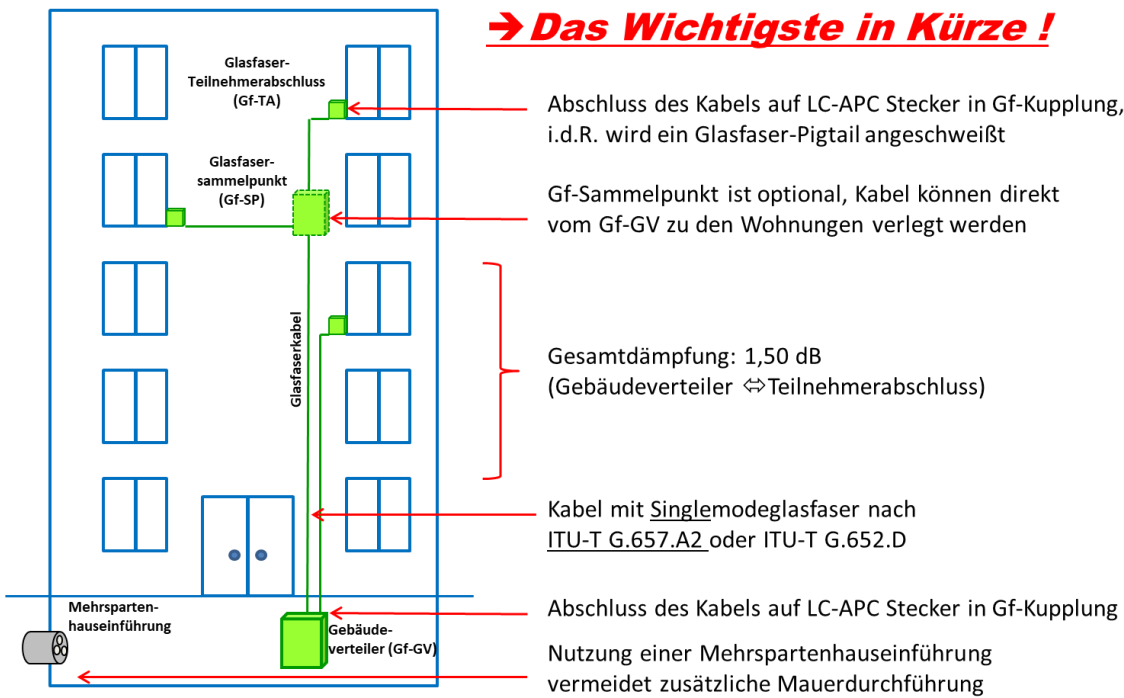 ➔ Das Wichtigste in Kürze !
Glasfaser-
Teilnehmerabschluss
(Gf-TA)
Abschluss des Kabels auf LC-APC Stecker in Gf-Kupplung,
i.d.R. wird ein Glasfaser-Pigtail angeschweißt
Glasfaser-
sammelpunkt
(Gf-SP)
Gf-Sammelpunkt ist optional, Kabel können direkt
vom Gf-GV zu den Wohnungen verlegt werden
Glasfaserkabel
Gesamtdämpfung: 1,50 dB
(Gebäudeverteiler ⇔Teilnehmerabschluss)
Kabel mit Singlemodeglasfaser nach
ITU-T G.657.A2 oder ITU-T G.652.D
Mehrsparten-
hauseinführung
Gebäude-
verteiler (Gf-GV)
Abschluss des Kabels auf LC-APC Stecker in Gf-Kupplung
Nutzung einer Mehrspartenhauseinführung
vermeidet zusätzliche Mauerdurchführung